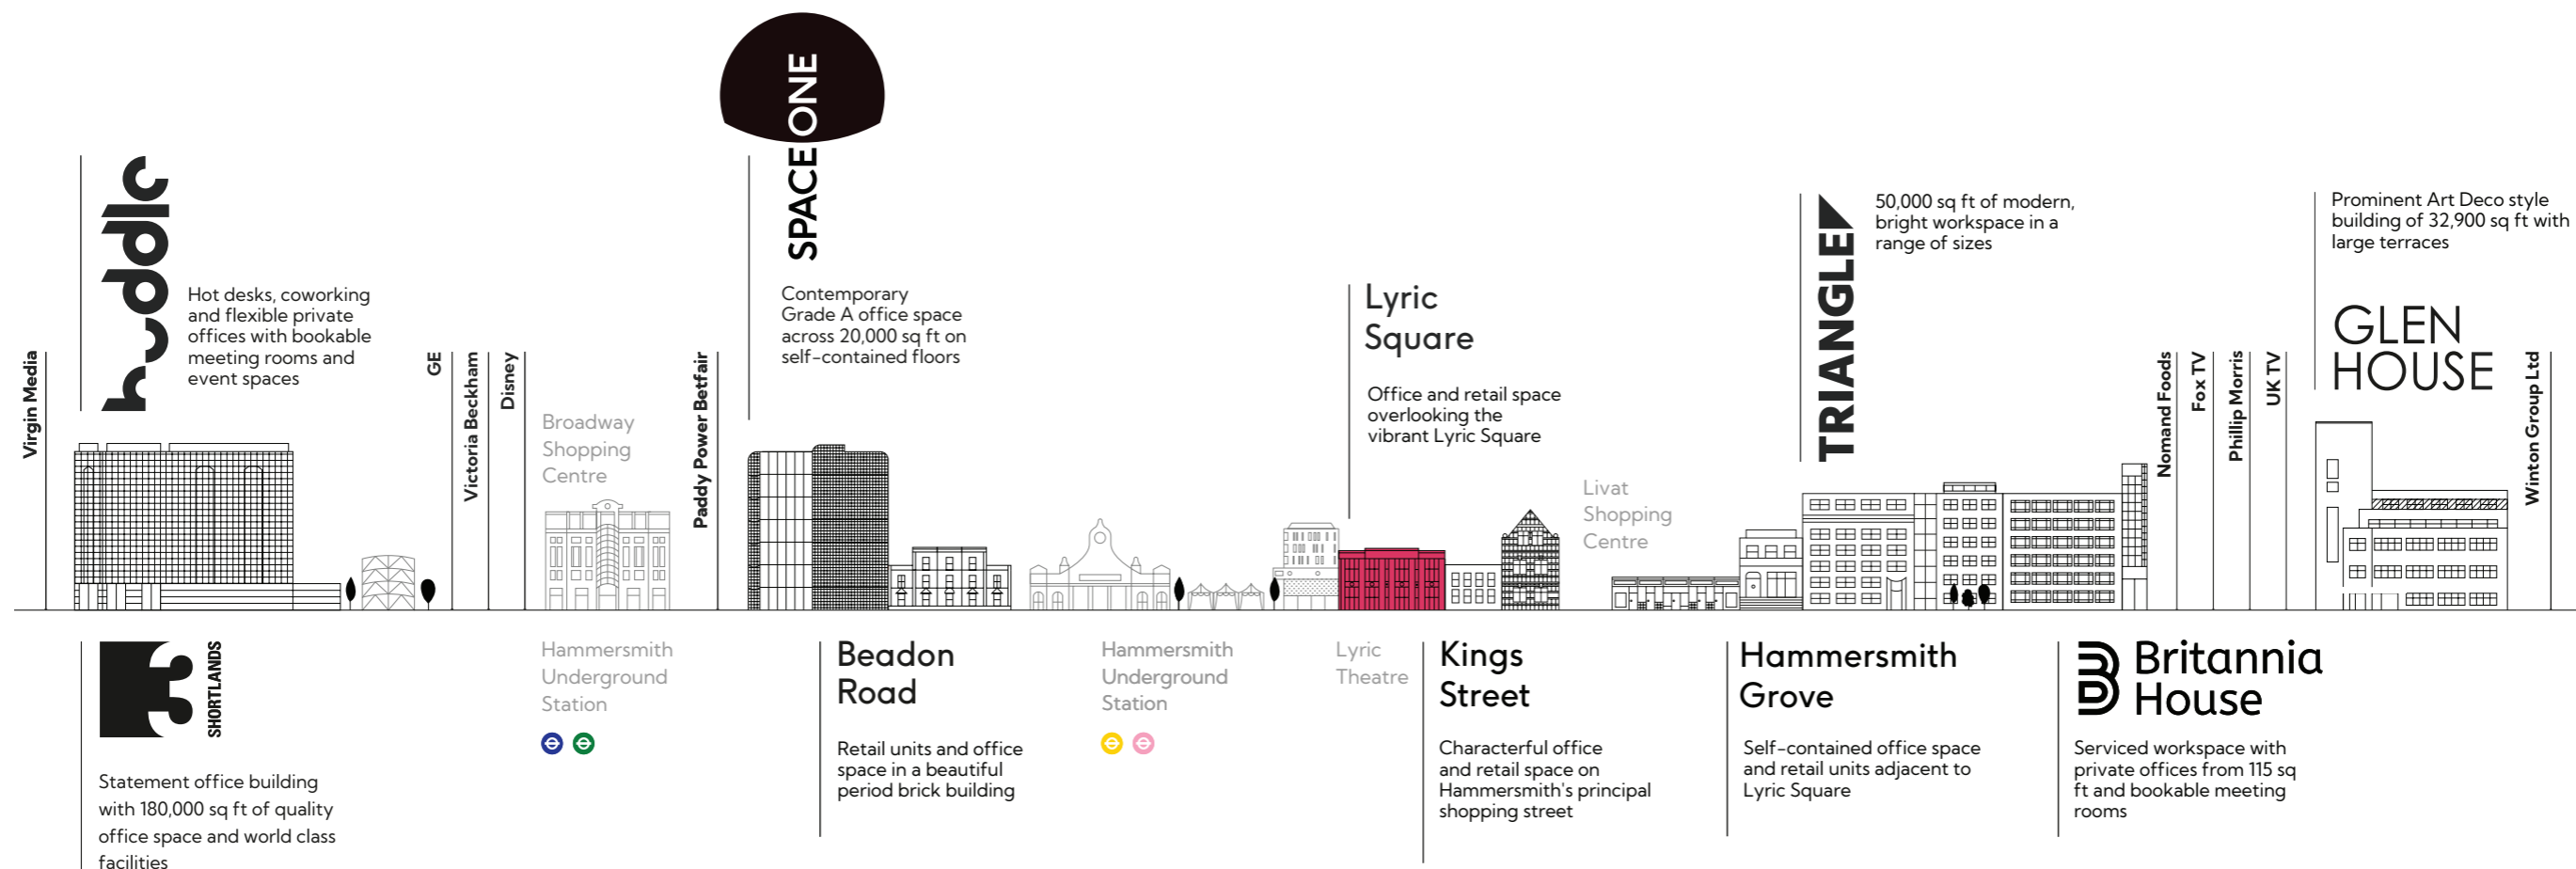 Virgin Media
huddle
Hot desks, coworking
and flexible private
offices with bookable
meeting rooms and
event spaces
GE
Victoria Beckham
Disney
Broadway
Shopping
Centre
Paddy Power Betfair
SPACE ONE
Contemporary
Grade A office space
across 20,000 sq ft on
self-contained floors
Lyric
Square
Office and retail space
overlooking the
vibrant Lyric Square
Livat
Shopping
Centre
TRIANGLE
50,000 sq ft of modern,
bright workspace in a
range of sizes
Nomand Foods
Fox TV
Phillip Morris
UK TV
Prominent Art Deco style
building of 32,900 sq ft with
large terraces
GLEN
HOUSE
Winton Group Ltd
3
SHORTLANDS
Statement office building
with 180,000 sq ft of quality
office space and world class
facilities
Hammersmith
Underground
Station
Beadon
Road
Retail units and office
space in a beautiful
period brick building
Hammersmith
Underground
Station
Lyric
Theatre
Kings
Street
Characterful office
and retail space on
Hammersmith's principal
shopping street
Hammersmith
Grove
Self-contained office space
and retail units adjacent to
Lyric Square
B Britannia
House
Serviced workspace with
private offices from 115 sq
ft and bookable meeting
rooms